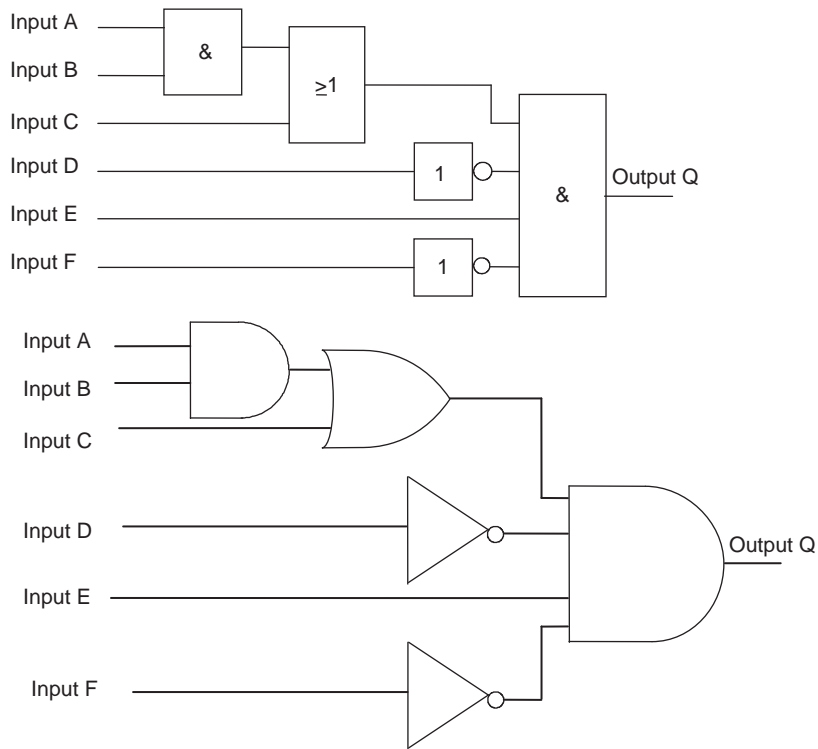 Input A
&
Input B
≥1
Input C
Input D
1
Output Q
&
Input E
Input F
1
Input A
Input B
Input C
Input D
Output Q
Input E
Input F